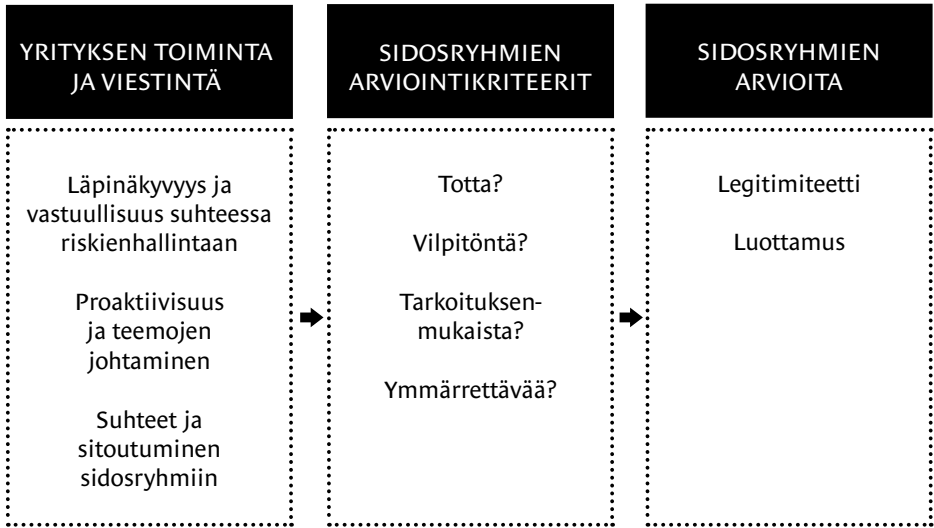 YRITYKSEN TOIMINTA
JA VIESTINTÄ
Läpinäkyvyys ja
vastuullisuus suhteessa
riskienhallintaan
Proaktiivisuus
ja teemojen
johtaminen
Suhteet ja
sitoutuminen
sidosryhmiin
SIDOSRYHMIEN
ARVIOINTIKRITEERIT
Totta?
Vilpitöntä?
Tarkoituksen-
mukaista?
Ymmärrettävää?
SIDOSRYHMIEN
ARVIOITA
Legitimiteetti
Luottamus